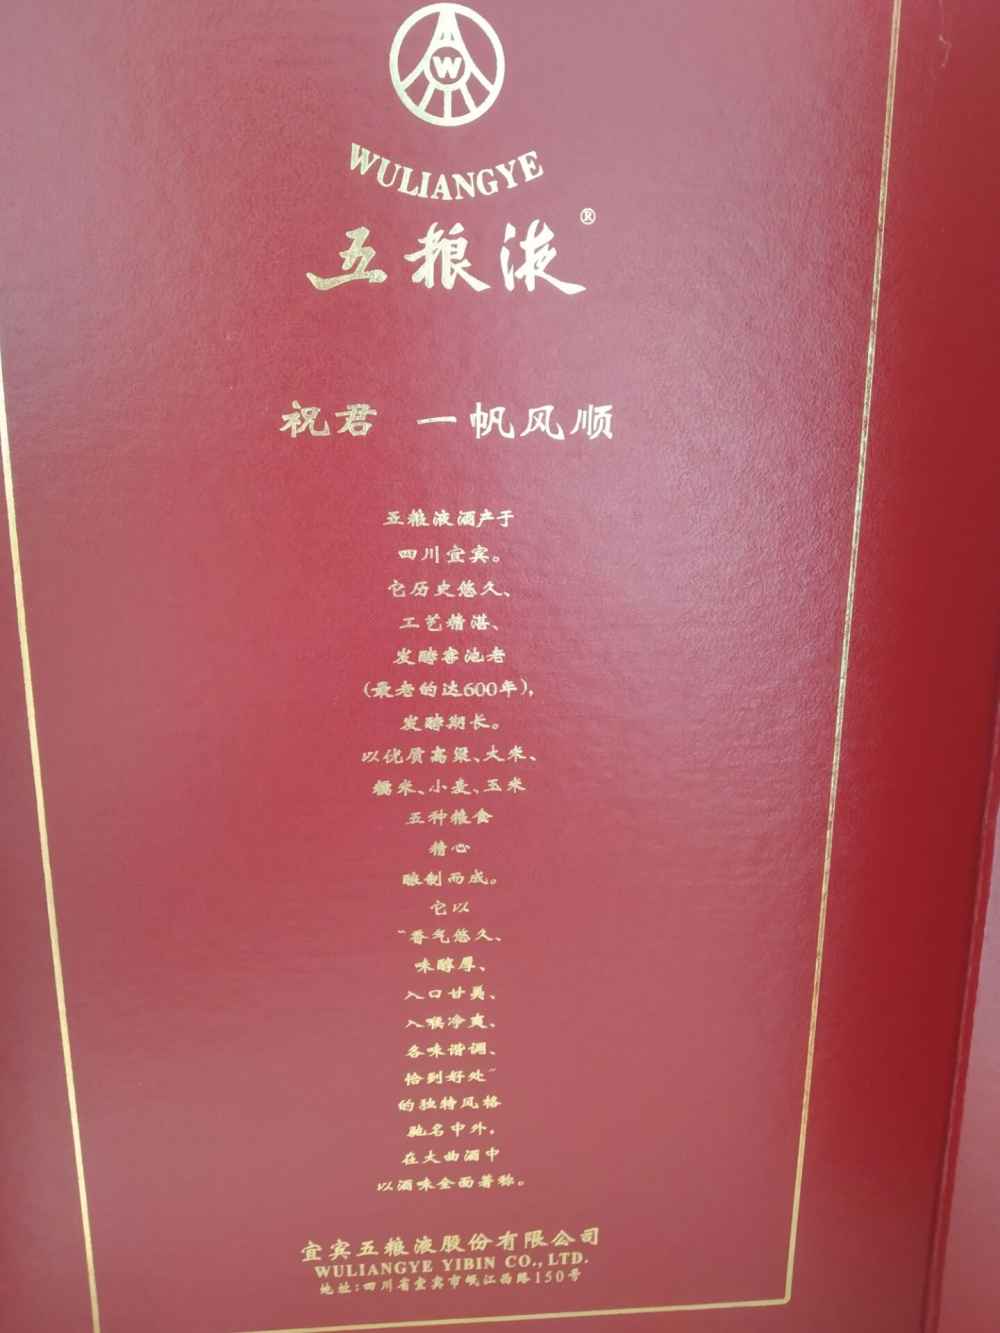 W
WULIANGYE
五粮液®
祝君 一帆风顺
五粮液酒产于
四川宜宾。
它历史悠久、
工艺精湛、
发酵窖池老
(最老的达600年),
发酵期长。
以优质高粱、大米、
糯米、小麦、玉米
五种粮食
精心
酿制而成。
它以
“香气悠久、
味醇厚、
入口甘美、
入喉净爽、
各味谐调、
恰到好处”
的独特风格
驰名中外。
在大曲酒中
以酒味全面著称。
宜宾五粮液股份有限公司
WULIANGYE YIBIN CO., LTD.
地址:四川省宜宾市岷江西路150号